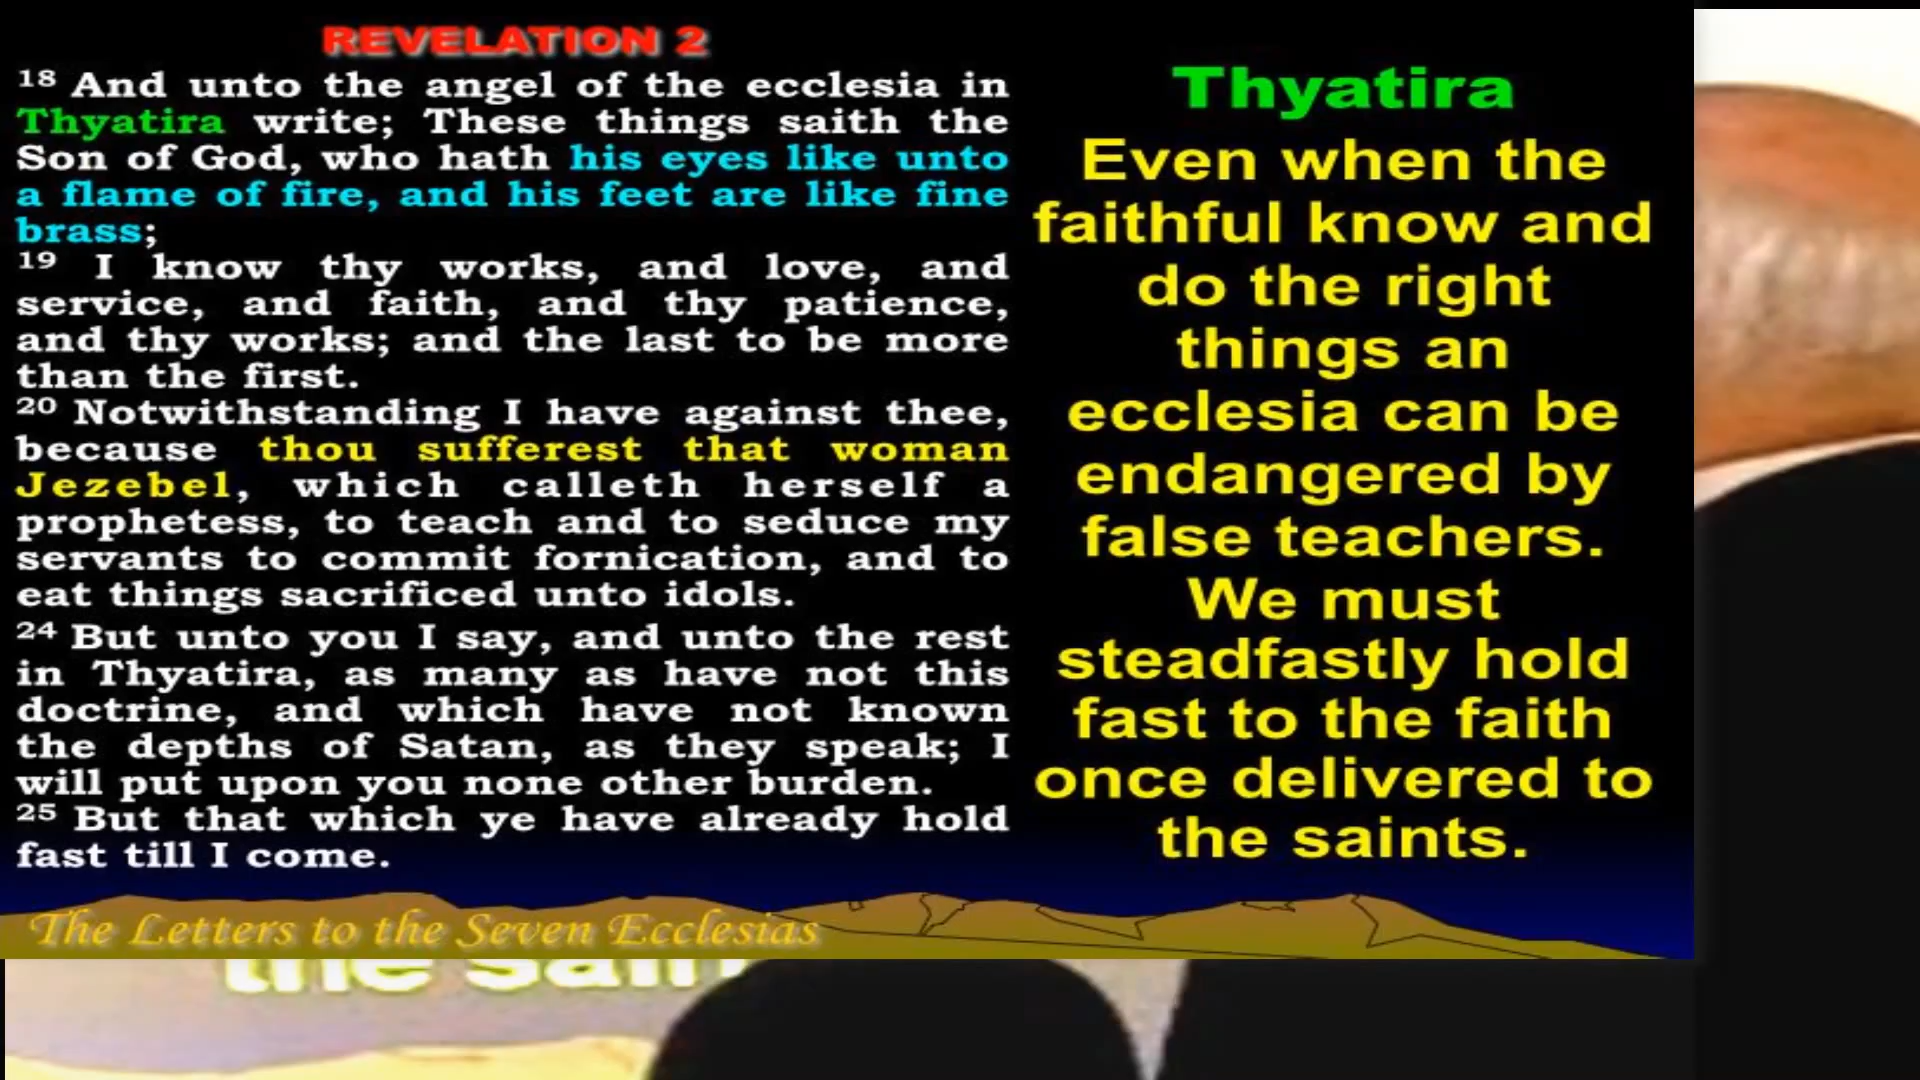 REVELATION 2
18 And unto the angel of the ecclesia in
Thyatira write; These things saith the
Son of God, who hath his eyes like unto
a flame of fire, and his feet are like fine
brass;
19 I know thy works, and love, and
service, and faith, and thy patience,
and thy works; and the last to be more
than the first.
20 Notwithstanding I have against thee,
because thou sufferest that woman
Jezebel, which calleth herself a
prophetess, to teach and to seduce my
servants to commit fornication, and to
eat things sacrificed unto idols.
24 But unto you I say, and unto the rest
in Thyatira, as many as have not this
doctrine, and which have not known
the depths of Satan, as they speak; I
will put upon you none other burden.
25 But that which ye have already hold
fast till I come.
Thyatira
Even when the
faithful know and
do the right
things an
ecclesia can be
endangered by
false teachers.
We must
steadfastly hold
fast to the faith
once delivered to
the saints.
The Letters to the Seven Ecclesias
the